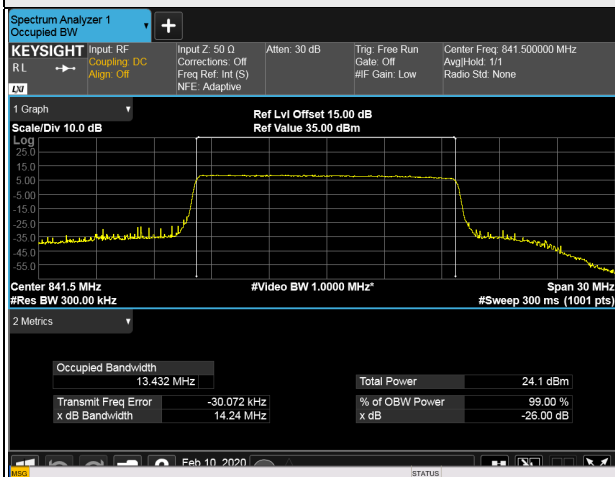 Spectrum Analyzer 1
Occupied BW
+
KEYSIGHT
R L
LXI
Input: RF
Coupling: DC
Align: Off
Input Z: 50 Ω
Corrections: Off
Freq Ref: Int (S)
NFE: Adaptive
Atten: 30 dB
Trig: Free Run
Gate: Off
#IF Gain: Low
Center Freq: 841.500000 MHz
Avg|Hold: 1/1
Radio Std: None
1 Graph
Scale/Div 10.0 dB
Ref Lvl Offset 15.00 dB
Ref Value 35.00 dBm
Log
25.0
15.0
5.00
-5.00
-15.0
-25.0
-35.0
-45.0
-55.0
Center 841.5 MHz
#Video BW 1.0000 MHz*
Span 30 MHz
#Res BW 300.00 kHz
#Sweep 300 ms (1001 pts)
2 Metrics
Occupied Bandwidth
13.432 MHz
Total Power 24.1 dBm
Transmit Freq Error -30.072 kHz
% of OBW Power 99.00 %
x dB Bandwidth 14.24 MHz
x dB -26.00 dB
Feb 10, 2020
MSG
STATUS